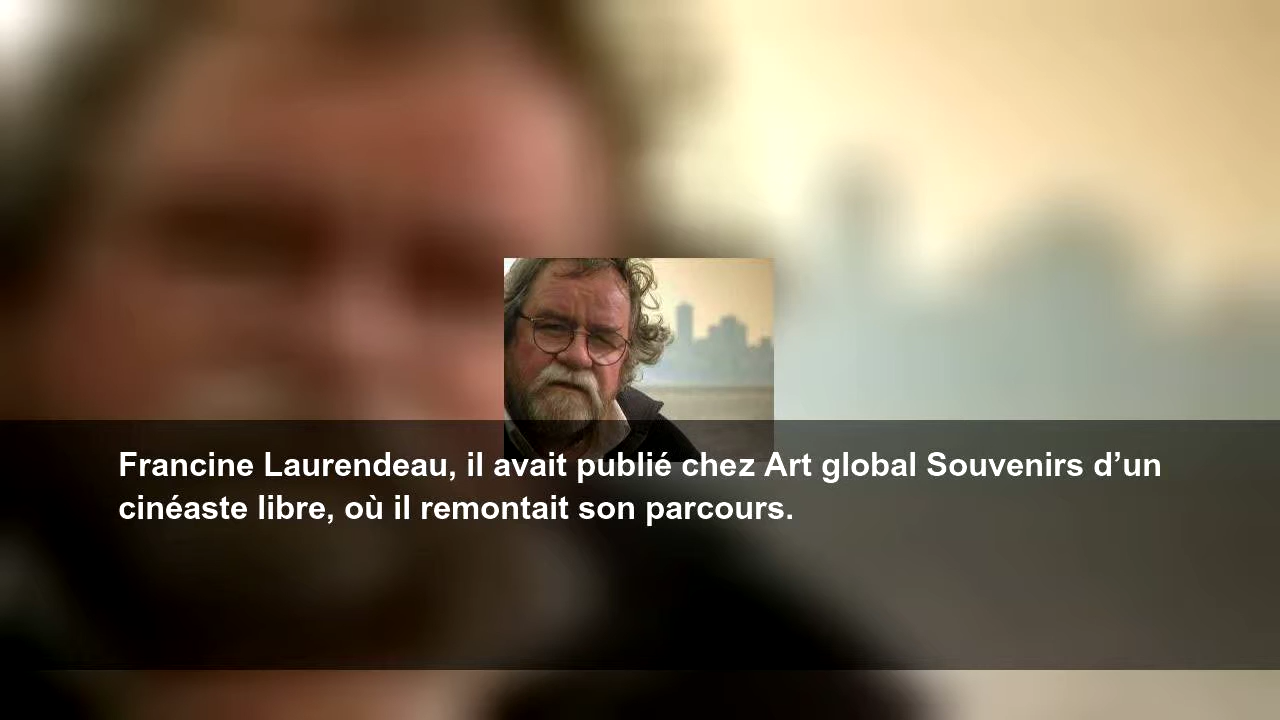 Francine Laurendeau, il avait publié chez Art global Souvenirs d’un
cinéaste libre, où il remontait son parcours.